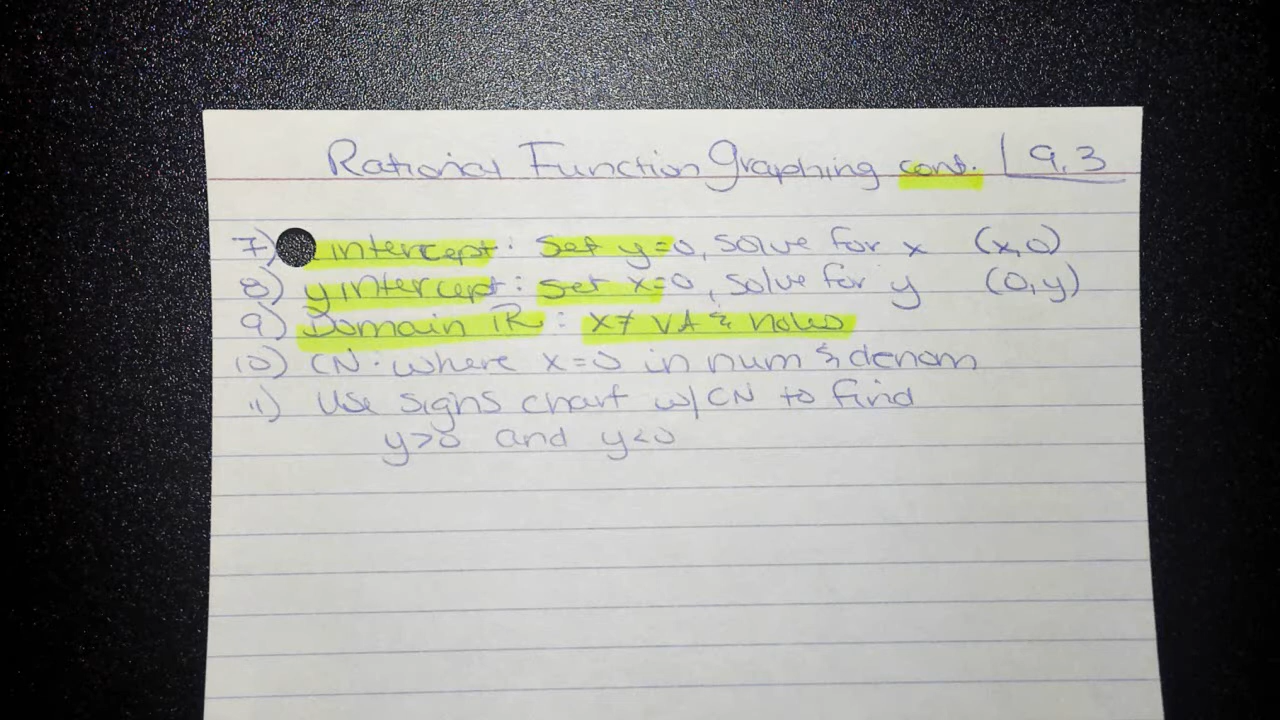 Rational Function Graphing cont. 9.3
7) intercept: Set y=0, solve for x (x,0)
8) y intercept: set x=0, solve for y (0,y)
9) Domain ℝ: x≠ VA & holes
10) CN: where x=0 in num & denom
11) Use signs chart w/ CN to find
y>0 and y<0